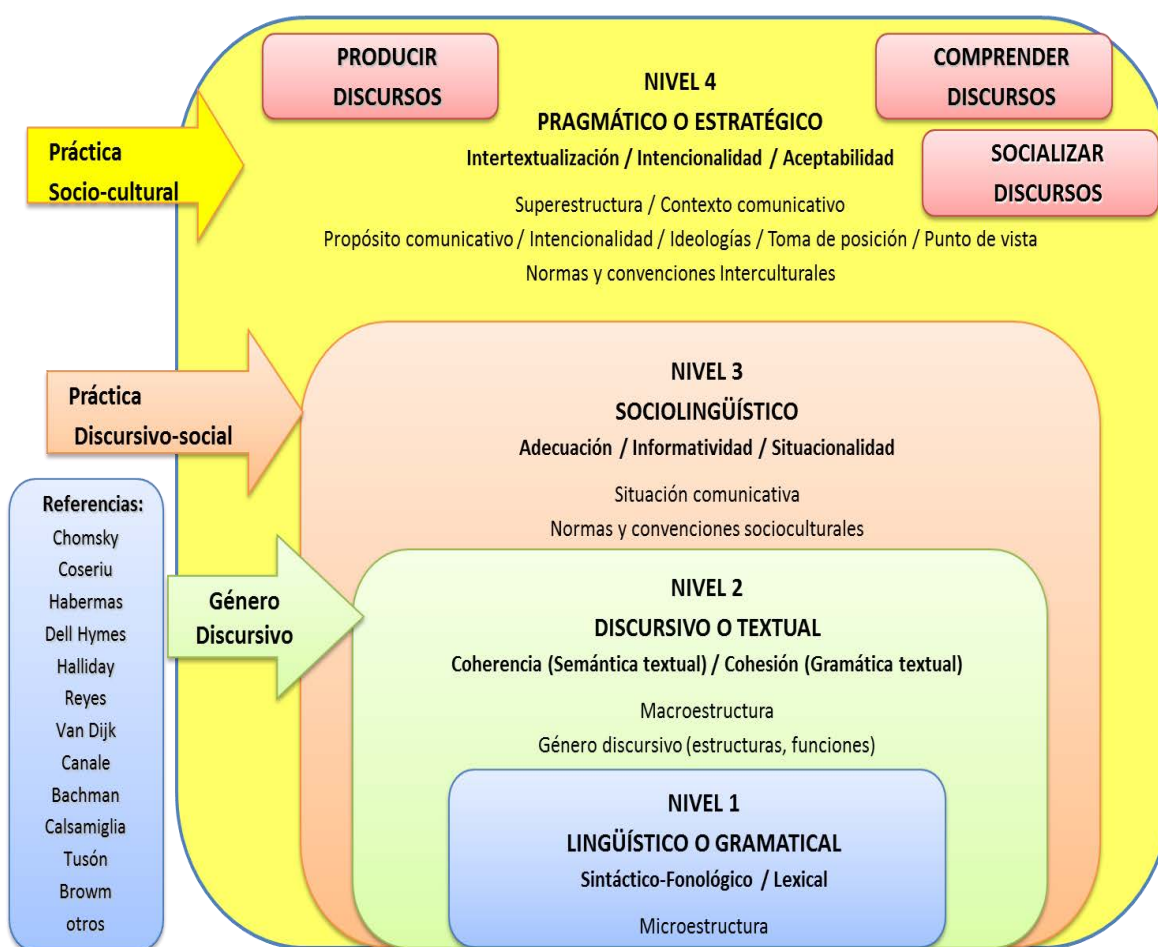 PRODUCIR
DISCURSOS
COMPRENDER
DISCURSOS
SOCIALIZAR
DISCURSOS
NIVEL 4
PRAGMÁTICO O ESTRATÉGICO
Intertextualización / Intencionalidad / Aceptabilidad
Superestructura / Contexto comunicativo
Propósito comunicativo / Intencionalidad / Ideologías / Toma de posición / Punto de vista
Normas y convenciones Interculturales
Práctica
Socio-cultural
NIVEL 3
SOCIOLINGÜÍSTICO
Adecuación / Informatividad / Situacionalidad
Situación comunicativa
Normas y convenciones socioculturales
Práctica
Discursivo-social
Referencias:
Chomsky
Coseriu
Habermas
Dell Hymes
Halliday
Reyes
Van Dijk
Canale
Bachman
Calsamiglia
Tusón
Browm
otros
Género
Discursivo
NIVEL 2
DISCURSIVO O TEXTUAL
Coherencia (Semántica textual) / Cohesión (Gramática textual)
Macroestructura
Género discursivo (estructuras, funciones)
NIVEL 1
LINGÜÍSTICO O GRAMATICAL
Sintáctico-Fonológico / Lexical
Microestructura